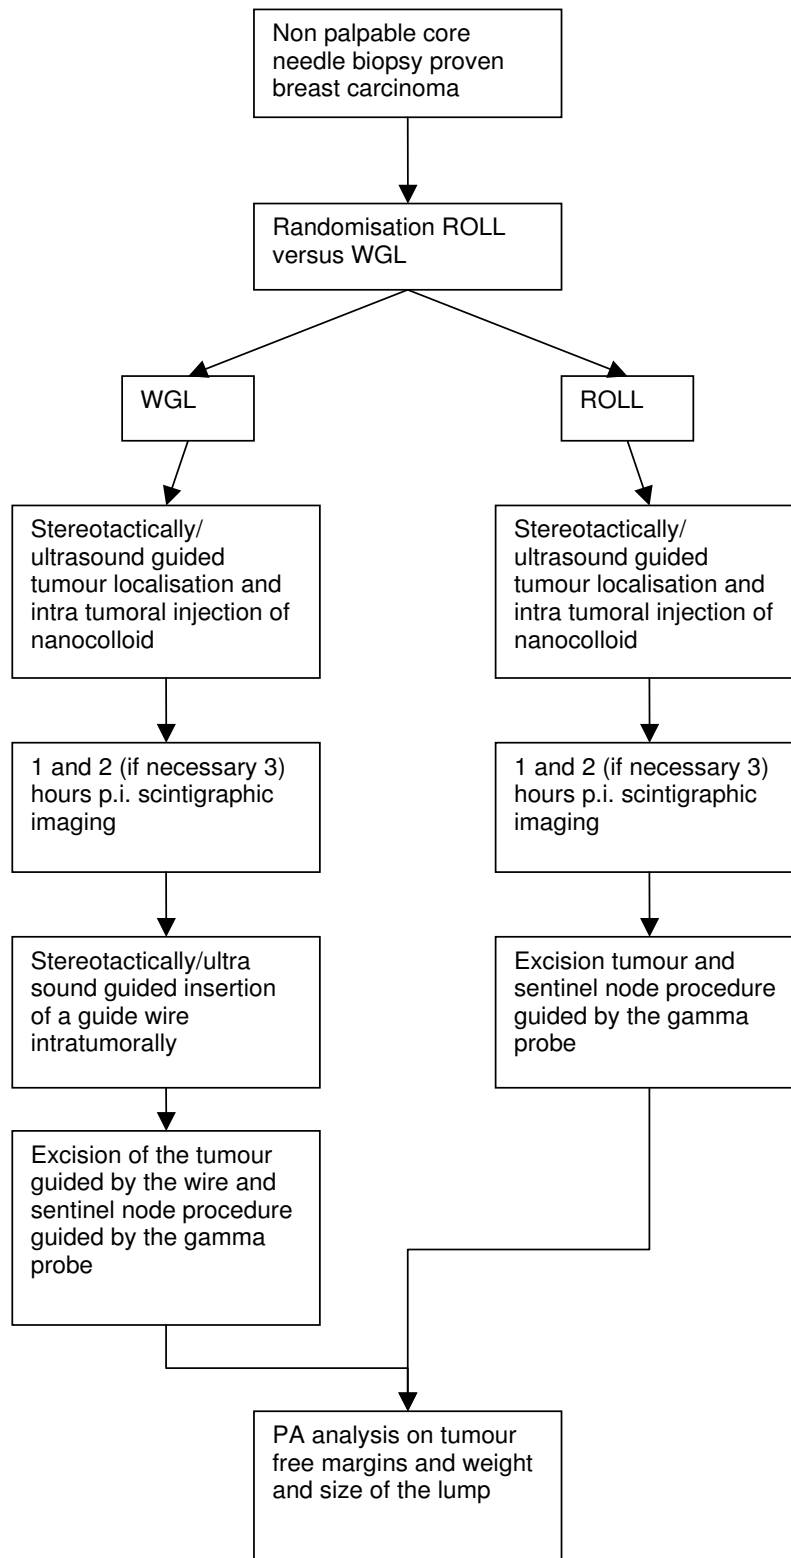 Non palpable core
needle biopsy proven
breast carcinoma
Randomisation ROLL
versus WGL
WGL
ROLL
Stereotactically/
ultrasound guided
tumour localisation and
intra tumoral injection of
nanocolloid
Stereotactically/
ultrasound guided
tumour localisation and
intra tumoral injection of
nanocolloid
1 and 2 (if necessary 3)
hours p.i. scintigraphic
imaging
1 and 2 (if necessary 3)
hours p.i. scintigraphic
imaging
Stereotactically/ultra
sound guided insertion
of a guide wire
intratumorally
Excision tumour and
sentinel node procedure
guided by the gamma
probe
Excision of the tumour
guided by the wire and
sentinel node procedure
guided by the gamma
probe
PA analysis on tumour
free margins and weight
and size of the lump